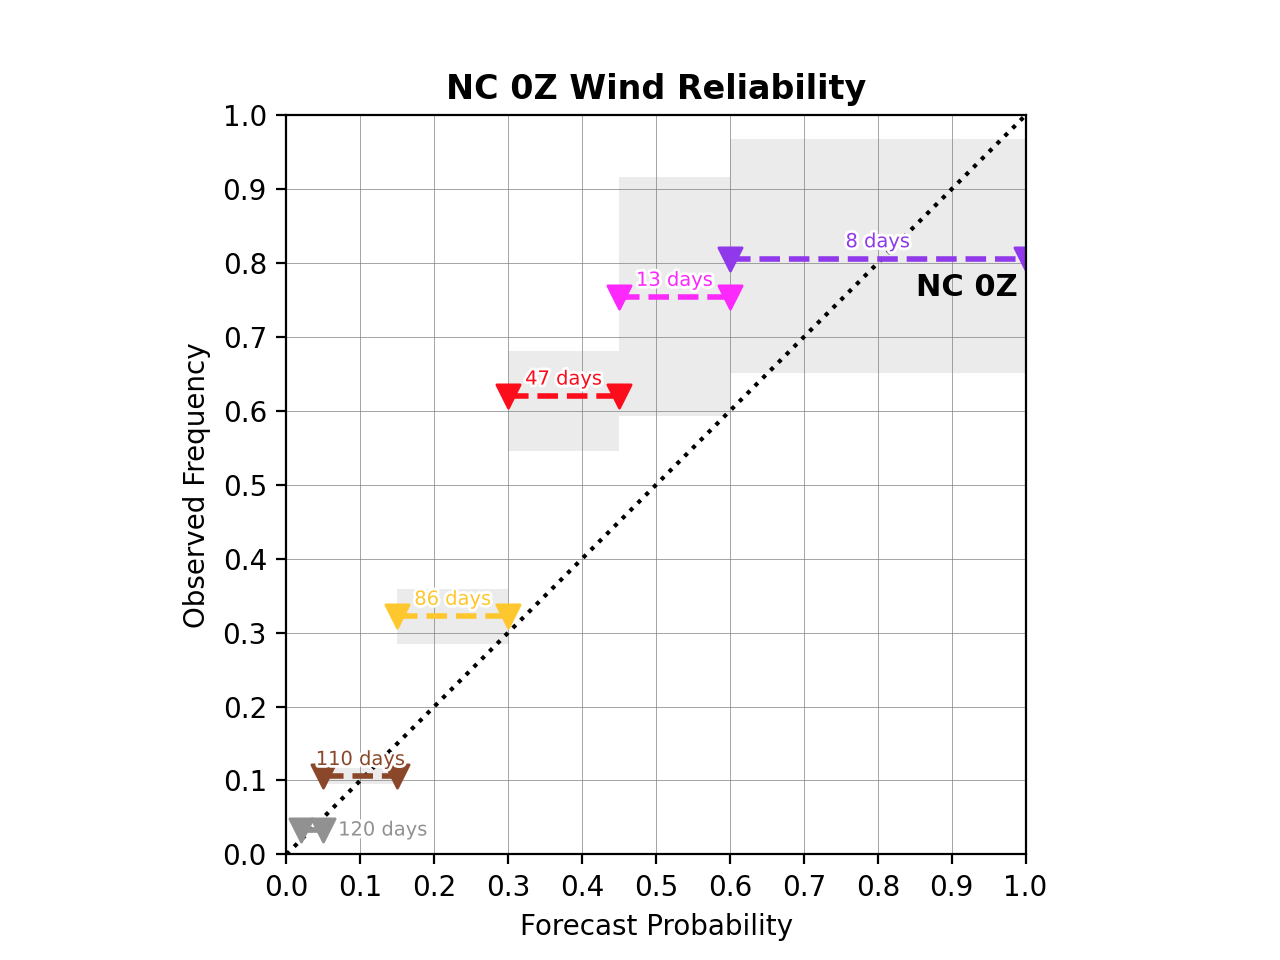 NC 0Z Wind Reliability
1.0
0.9
0.8
0.7
0.6
0.5
0.4
0.3
0.2
0.1
0.0
Observed Frequency
8 days
NC 0Z
13 days
47 days
86 days
110 days
120 days
0.0 0.1 0.2 0.3 0.4 0.5 0.6 0.7 0.8 0.9 1.0
Forecast Probability